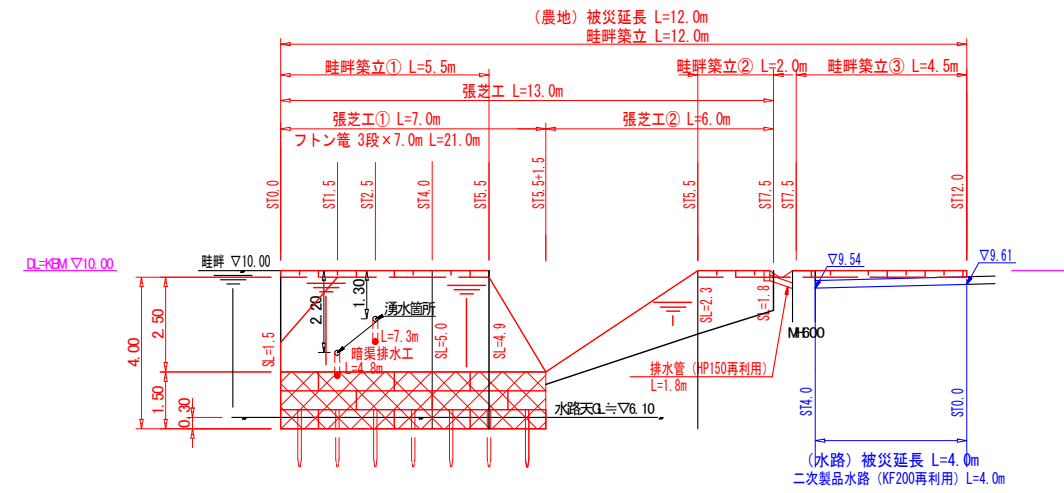 (農地) 被災延長 L=12.0m
畦畔築立 L=12.0m
畦畔築立① L=5.5m
畦畔築立② L=2.0m
畦畔築立③ L=4.5m
張芝工 L=13.0m
張芝工① L=7.0m
張芝工② L=6.0m
フトン篭 3段×7.0m L=21.0m
ST0.0
ST1.5
ST2.5
ST4.0
ST5.5
ST5.5+1.5
ST5.5
ST7.5
ST7.5
ST12.0
DL=KBM ▽10.00
畦畔 ▽10.00
▽9.54
▽9.61
2.20
1.30
湧水箇所
L=7.3m
暗渠排水工
L=4.8m
SL=1.5
SL=5.0
SL=4.9
SL=2.3
SL=1.8
4.00
2.50
1.50
0.30
MH600
排水管 (HP150再利用)
L=1.8m
水路天GL≒▽6.10
ST4.0
ST0.0
(水路) 被災延長 L=4.0m
二次製品水路 (KF200再利用) L=4.0m